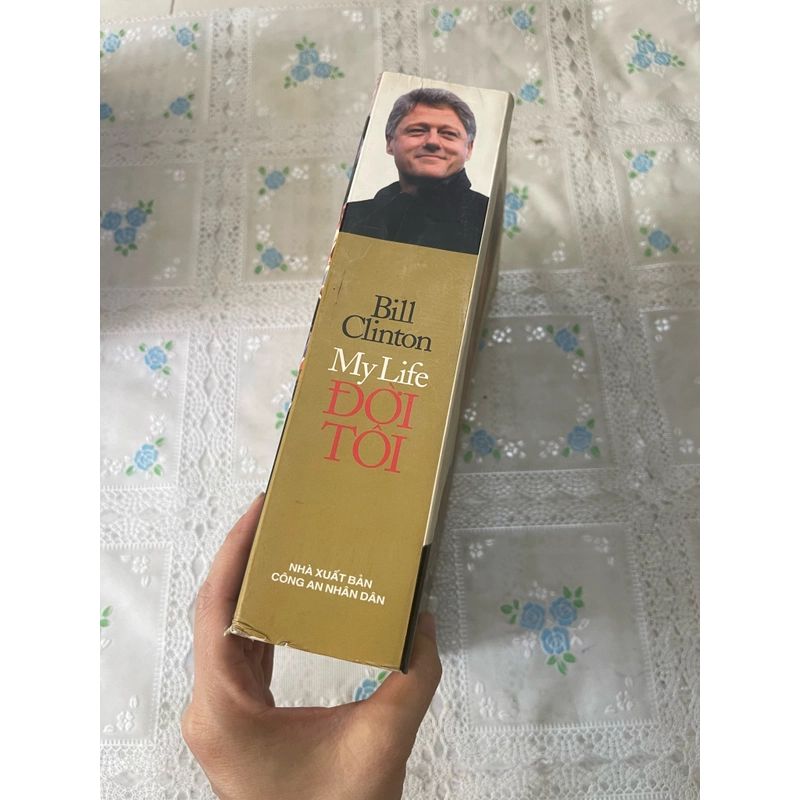 Bill
Clinton
My Life
ĐỜI
TÔI
NHÀ XUẤT BẢN
CÔNG AN NHÂN DÂN